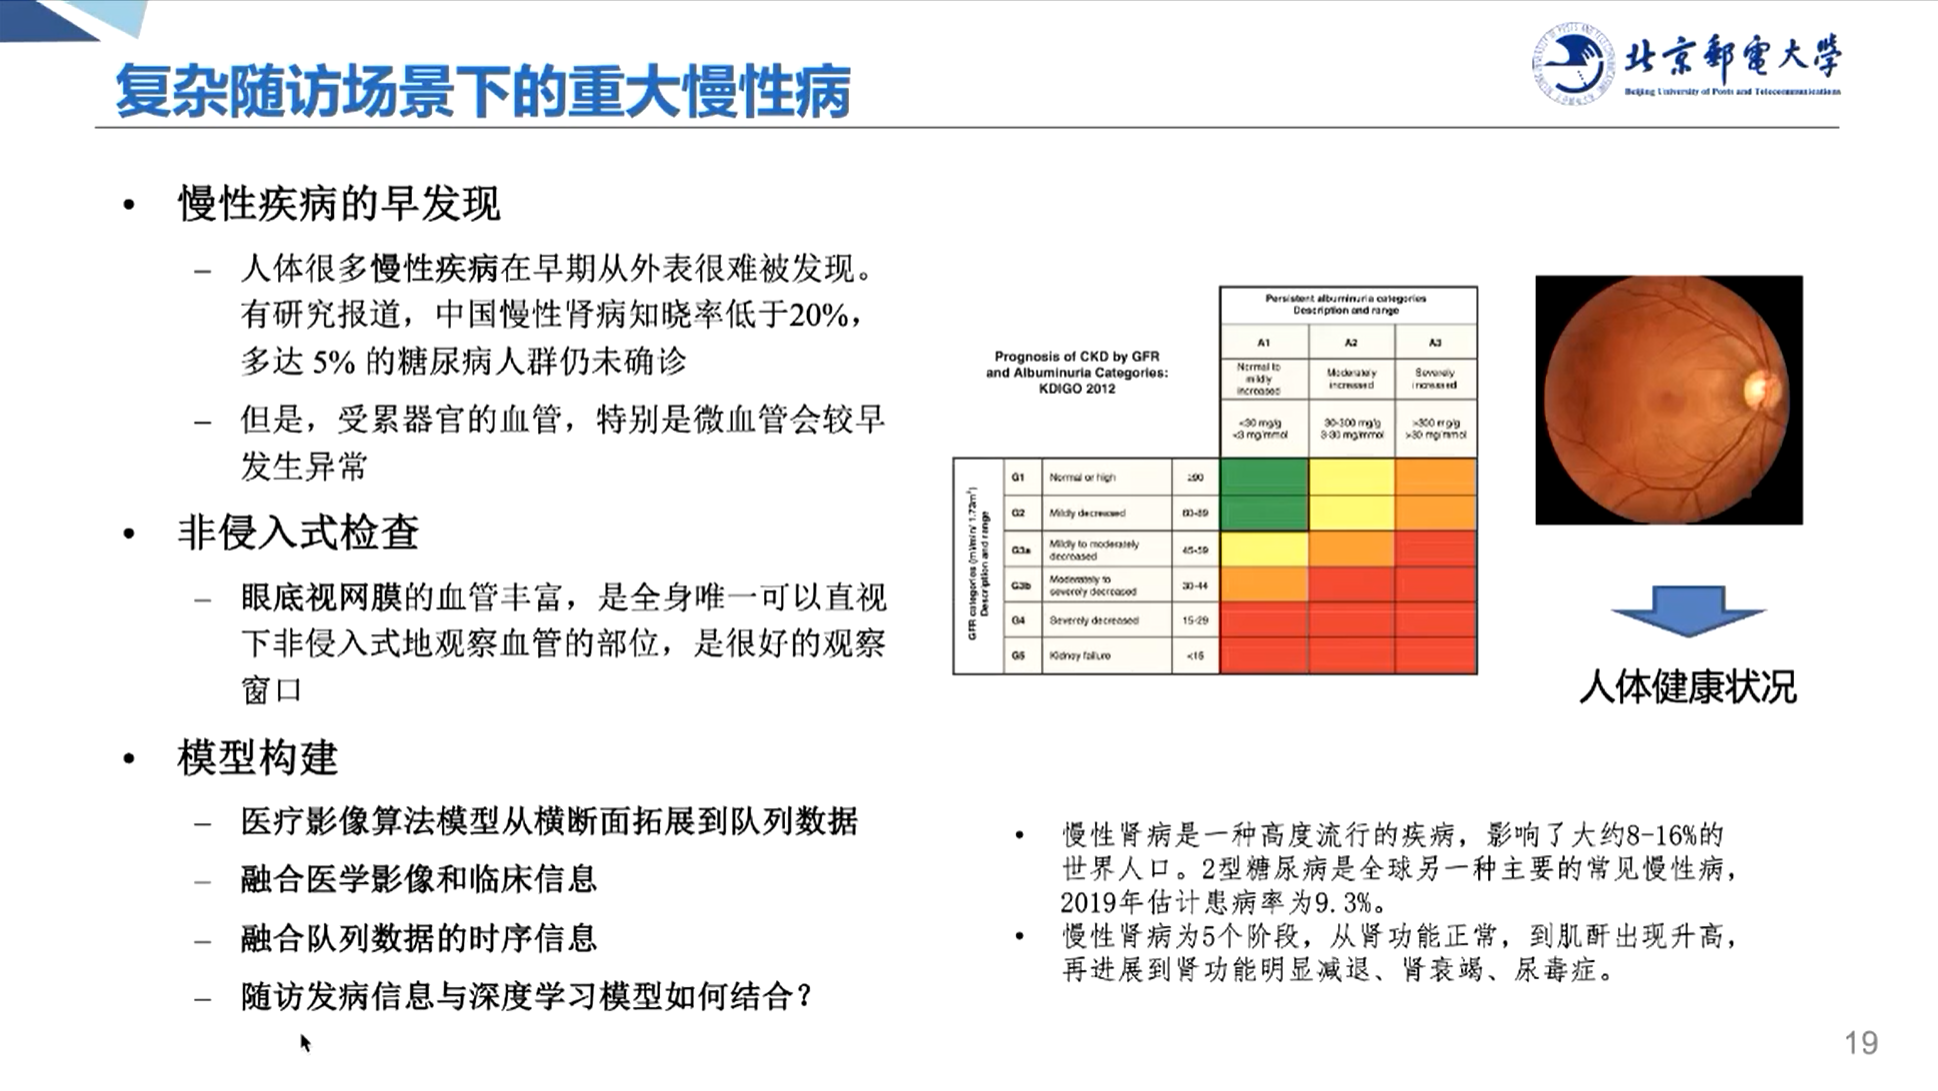 复杂随访场景下的重大慢性病
北京邮电大学
Beijing University of Posts and Telecommunications
• 慢性疾病的早发现
– 人体很多慢性疾病在早期从外表很难被发现。
有研究报道，中国慢性肾病知晓率低于20%，
多达 5% 的糖尿病人群仍未确诊
– 但是，受累器官的血管，特别是微血管会较早
发生异常
• 非侵入式检查
– 眼底视网膜的血管丰富，是全身唯一可以直视
下非侵入式地观察血管的部位，是很好的观察
窗口
• 模型构建
– 医疗影像算法模型从横断面拓展到队列数据
– 融合医学影像和临床信息
– 融合队列数据的时序信息
– 随访发病信息与深度学习模型如何结合？
Prognosis of CKD by GFR
and Albuminuria Categories:
KDIGO 2012
Persistent albuminuria categories
Description and range
A1 A2 A3
Normal to
mildly
increased
Moderately
increased
Severely
increased
<30 mg/g
<3 mg/mmol
30-300 mg/g
3-30 mg/mmol
>300 mg/g
>30 mg/mmol
GFR categories (ml/min/ 1.73m²)
Description and range
G1 Normal or high ≥90
G2 Mildly decreased 60-89
G3a Mildly to moderately
decreased 45-59
G3b Moderately to
severely decreased 30-44
G4 Severely decreased 15-29
G5 Kidney failure <15
人体健康状况
• 慢性肾病是一种高度流行的疾病，影响了大约8-16%的
世界人口。2型糖尿病是全球另一种主要的常见慢性病，
2019年估计患病率为9.3%。
• 慢性肾病为5个阶段，从肾功能正常，到肌酐出现升高，
再进展到肾功能明显减退、肾衰竭、尿毒症。
19